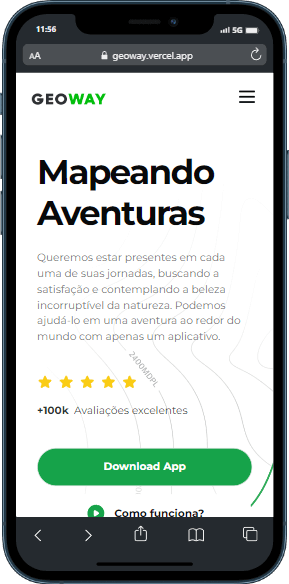 11:56
5G
AA
geoway.vercel.app
GEOWAY
Mapeando
Aventuras
Queremos estar presentes em cada
uma de suas jornadas, buscando a
satisfação e contemplando a beleza
incorruptível da natureza. Podemos
ajudá-lo em uma aventura ao redor do
mundo com apenas um aplicativo.
2400MDPL
+100k Avaliações excelentes
Download App
Como funciona?